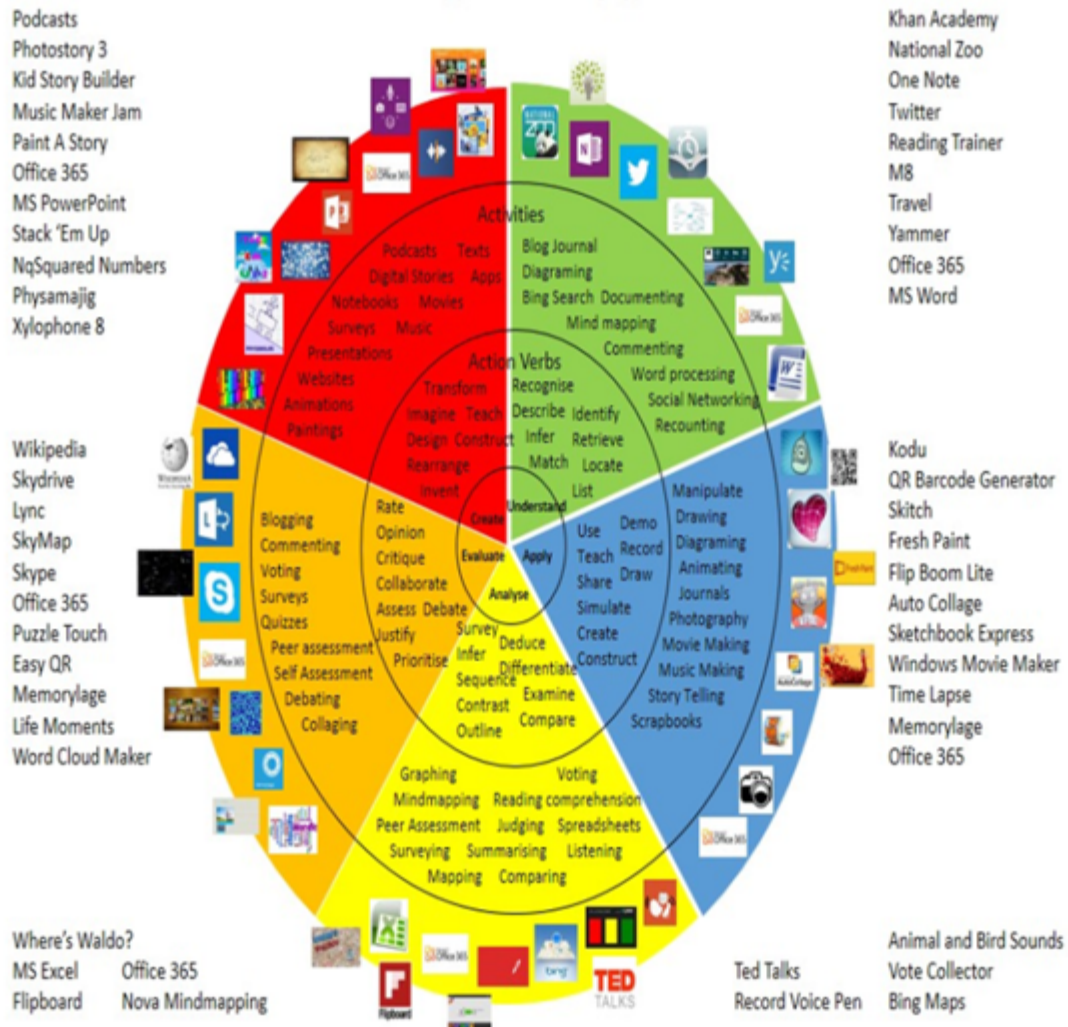 Podcasts
Photostory 3
Kid Story Builder
Music Maker Jam
Paint A Story
Office 365
MS PowerPoint
Stack 'Em Up
NqSquared Numbers
Physamajig
Xylophone 8
Khan Academy
National Zoo
One Note
Twitter
Reading Trainer
M8
Travel
Yammer
Office 365
MS Word
Activities
Podcasts Texts
Digital Stories Apps
Notebooks Movies
Surveys Music
Presentations
Websites
Animations
Paintings
Blog Journal
Diagraming
Bing Search Documenting
Mind mapping
Commenting
Word processing
Social Networking
Recounting
Action Verbs
Transform
Imagine Teach
Design Construct
Rearrange
Invent
Create
Recognise
Describe Identify
Infer Retrieve
Match Locate
List
Understand
Wikipedia
Skydrive
Lync
SkyMap
Skype
Office 365
Puzzle Touch
Easy QR
Memorylage
Life Moments
Word Cloud Maker
Blogging
Commenting
Voting
Surveys
Quizzes
Peer assessment
Self Assessment
Debating
Collaging
Rate
Opinion
Critique
Collaborate
Assess Debate
Justify
Prioritise
Evaluate
Apply
Analyse
Use Demo
Teach Record
Share Draw
Simulate
Create
Construct
Manipulate
Drawing
Diagraming
Animating
Journals
Photography
Movie Making
Music Making
Story Telling
Scrapbooks
Kodu
QR Barcode Generator
Skitch
Fresh Paint
Flip Boom Lite
Auto Collage
Sketchbook Express
Windows Movie Maker
Time Lapse
Memorylage
Office 365
Survey Deduce
Infer Differentiate
Sequence Examine
Contrast Compare
Outline
Graphing Voting
Mindmapping Reading comprehension
Peer Assessment Judging Spreadsheets
Surveying Summarising Listening
Mapping Comparing
Where's Waldo?
MS Excel Office 365
Flipboard Nova Mindmapping
Flipboard
bing
TED
TALKS
Animal and Bird Sounds
Ted Talks Vote Collector
Record Voice Pen Bing Maps